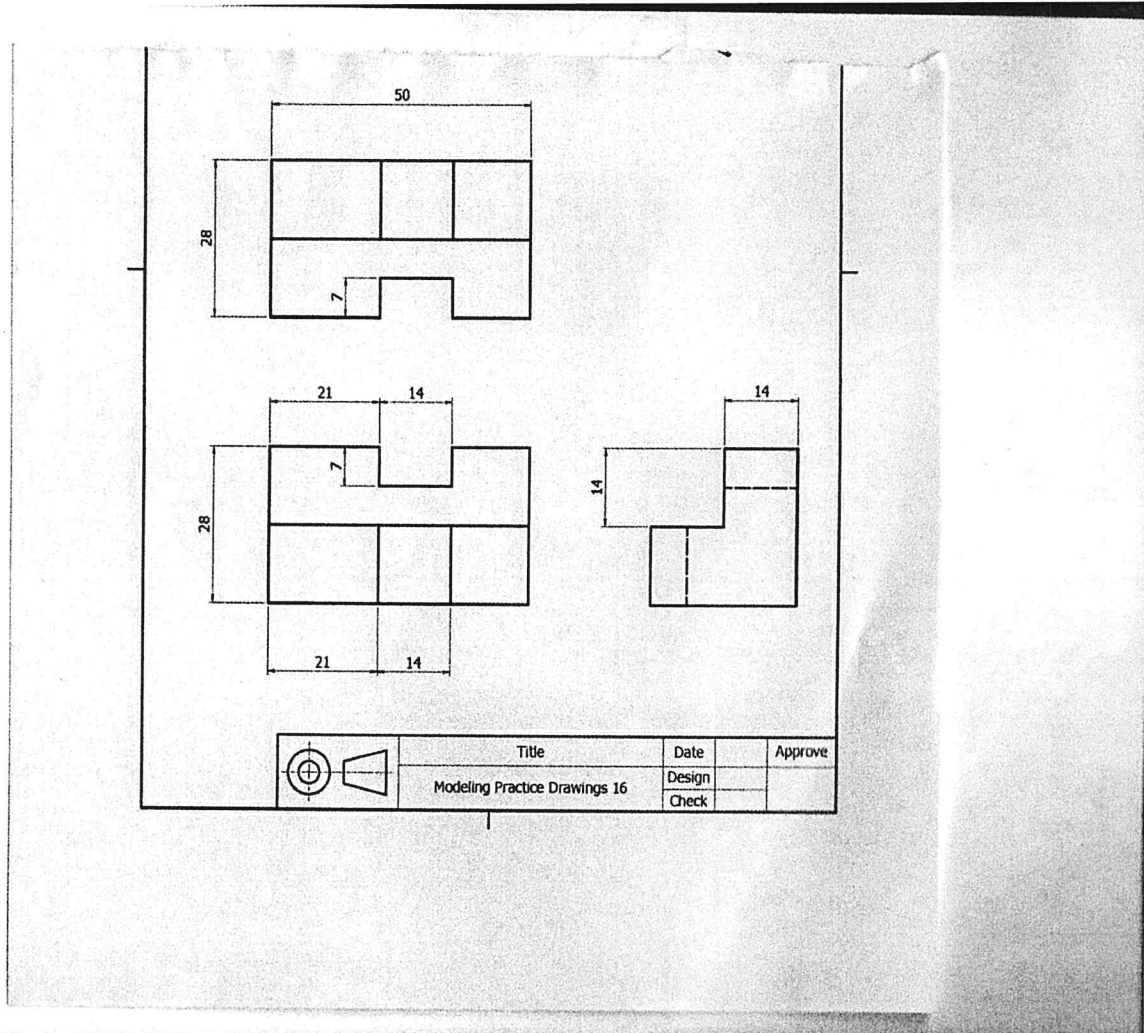 50
28
7
21 14
7
28
21 14
14
14
Title
Modeling Practice Drawings 16
Date
Design
Check
Approve